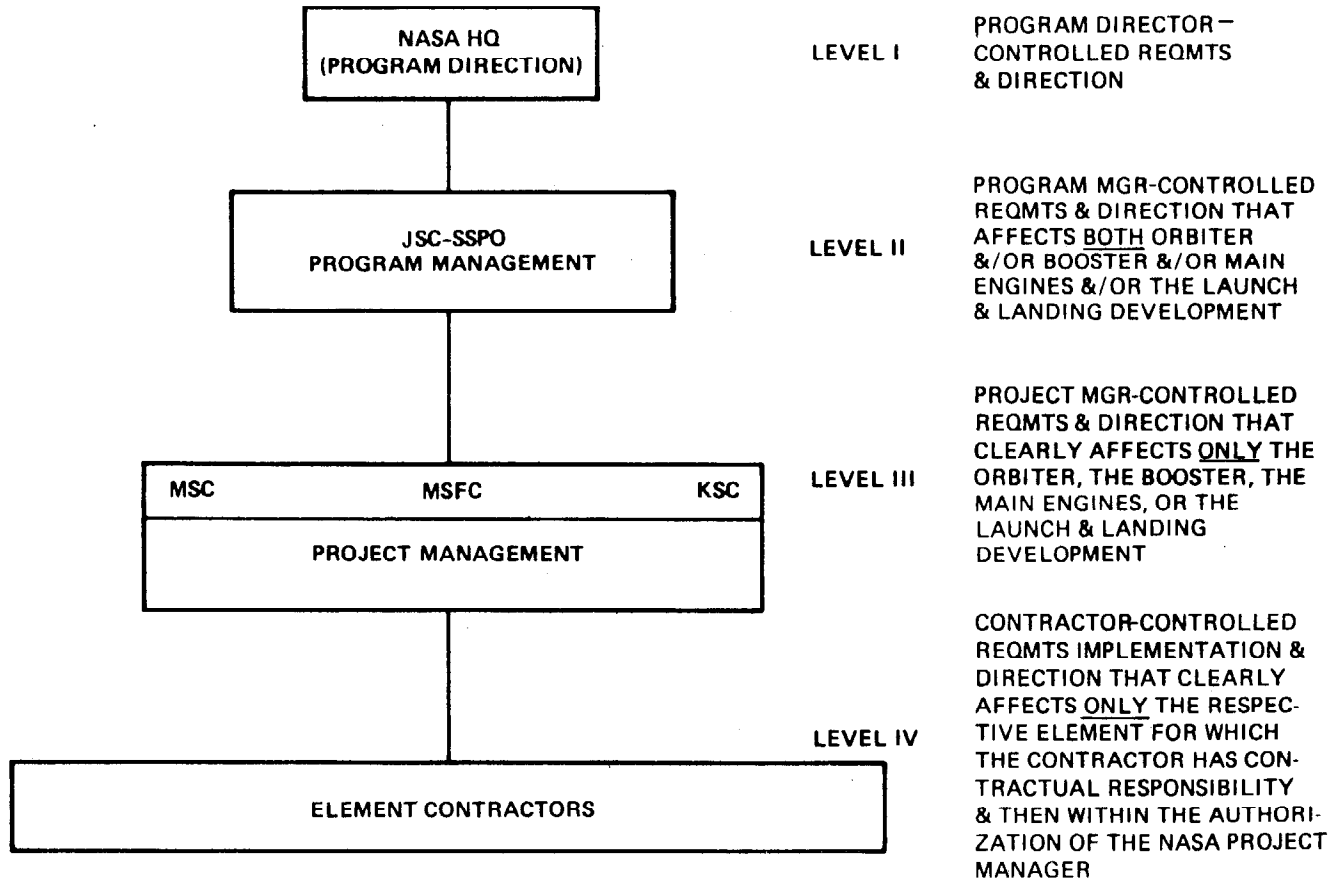 NASA HQ
(PROGRAM DIRECTION)
LEVEL I
PROGRAM DIRECTOR—
CONTROLLED REQMTS
& DIRECTION
JSC-SSPO
PROGRAM MANAGEMENT
LEVEL II
PROGRAM MGR-CONTROLLED
REQMTS & DIRECTION THAT
AFFECTS BOTH ORBITER
&/OR BOOSTER &/OR MAIN
ENGINES &/OR THE LAUNCH
& LANDING DEVELOPMENT
MSC MSFC KSC
PROJECT MANAGEMENT
LEVEL III
PROJECT MGR-CONTROLLED
REQMTS & DIRECTION THAT
CLEARLY AFFECTS ONLY THE
ORBITER, THE BOOSTER, THE
MAIN ENGINES, OR THE
LAUNCH & LANDING
DEVELOPMENT
ELEMENT CONTRACTORS
LEVEL IV
CONTRACTOR-CONTROLLED
REQMTS IMPLEMENTATION &
DIRECTION THAT CLEARLY
AFFECTS ONLY THE RESPEC-
TIVE ELEMENT FOR WHICH
THE CONTRACTOR HAS CON-
TRACTUAL RESPONSIBILITY
& THEN WITHIN THE AUTHORI-
ZATION OF THE NASA PROJECT
MANAGER